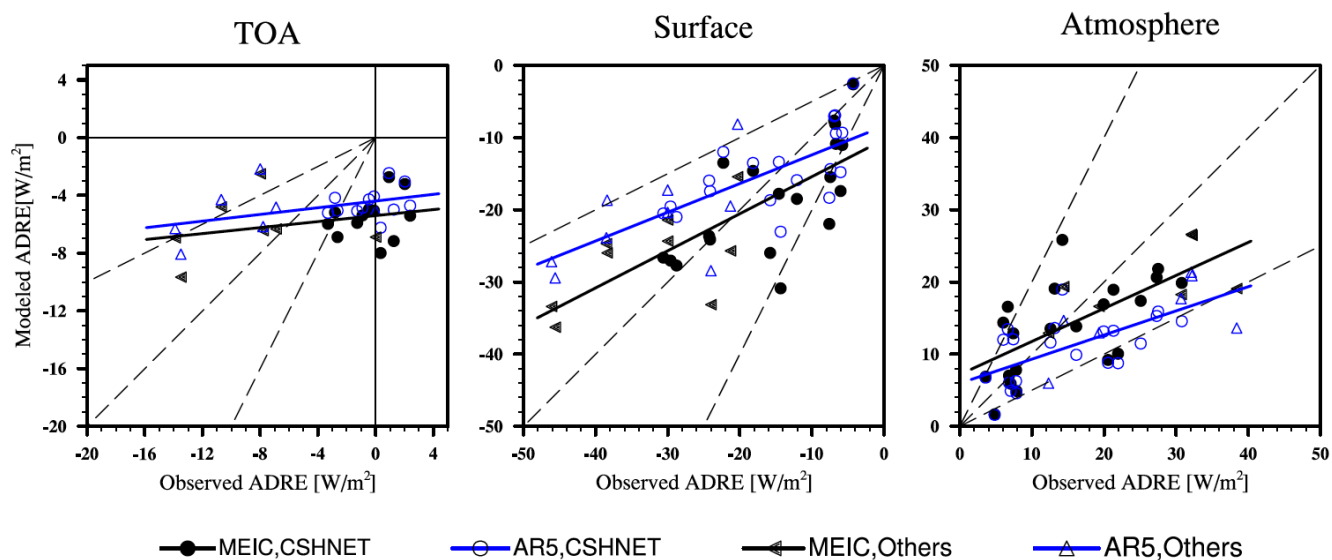 TOA
Surface
Atmosphere
Modeled ADRE[W/m²]
4
0
-4
-8
-12
-16
-20
-20 -16 -12 -8 -4 0 4
Observed ADRE [W/m²]
0
-10
-20
-30
-40
-50
-50 -40 -30 -20 -10 0
Observed ADRE [W/m²]
50
40
30
20
10
0
0 10 20 30 40 50
Observed ADRE [W/m²]
MEIC,CSHNET AR5,CSHNET MEIC,Others AR5,Others